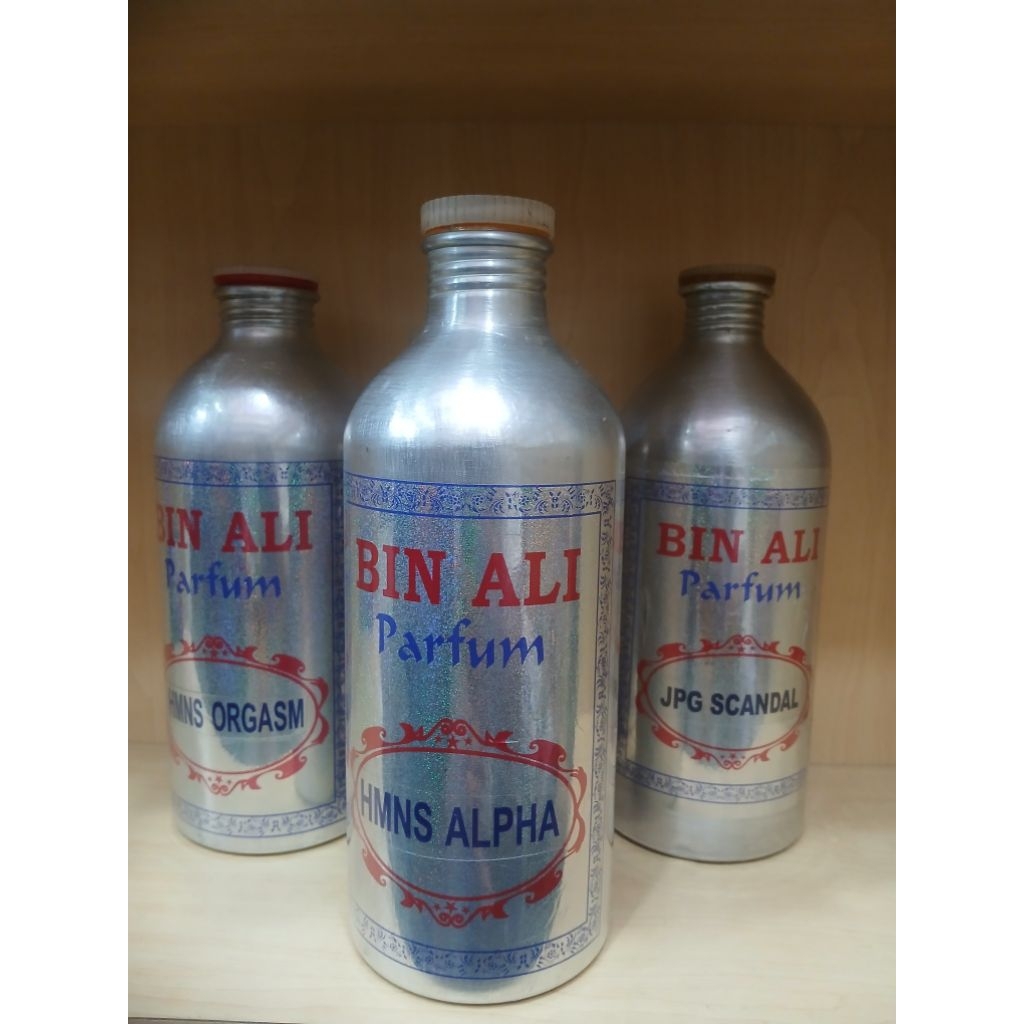 BIN ALI
Parfum
HMNS ORGASM
BIN ALI
Parfum
HMNS ALPHA
BIN ALI
Parfum
JPG SCANDAL